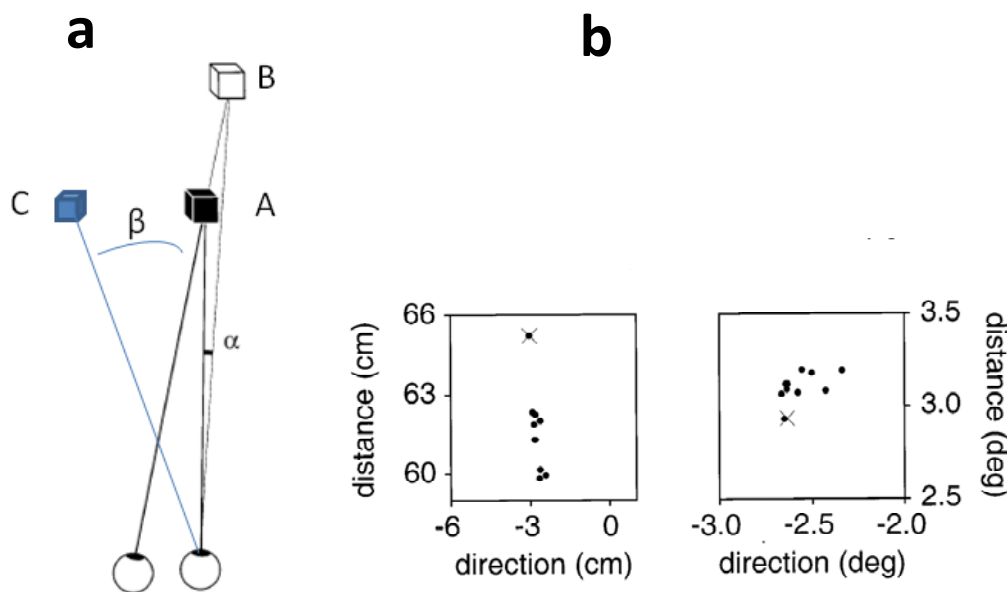 a
b
B
C
β
A
α
66
63
60
distance (cm)
-6
-3
0
direction (cm)
3.5
3.0
2.5
distance (deg)
-3.0
-2.5
-2.0
direction (deg)